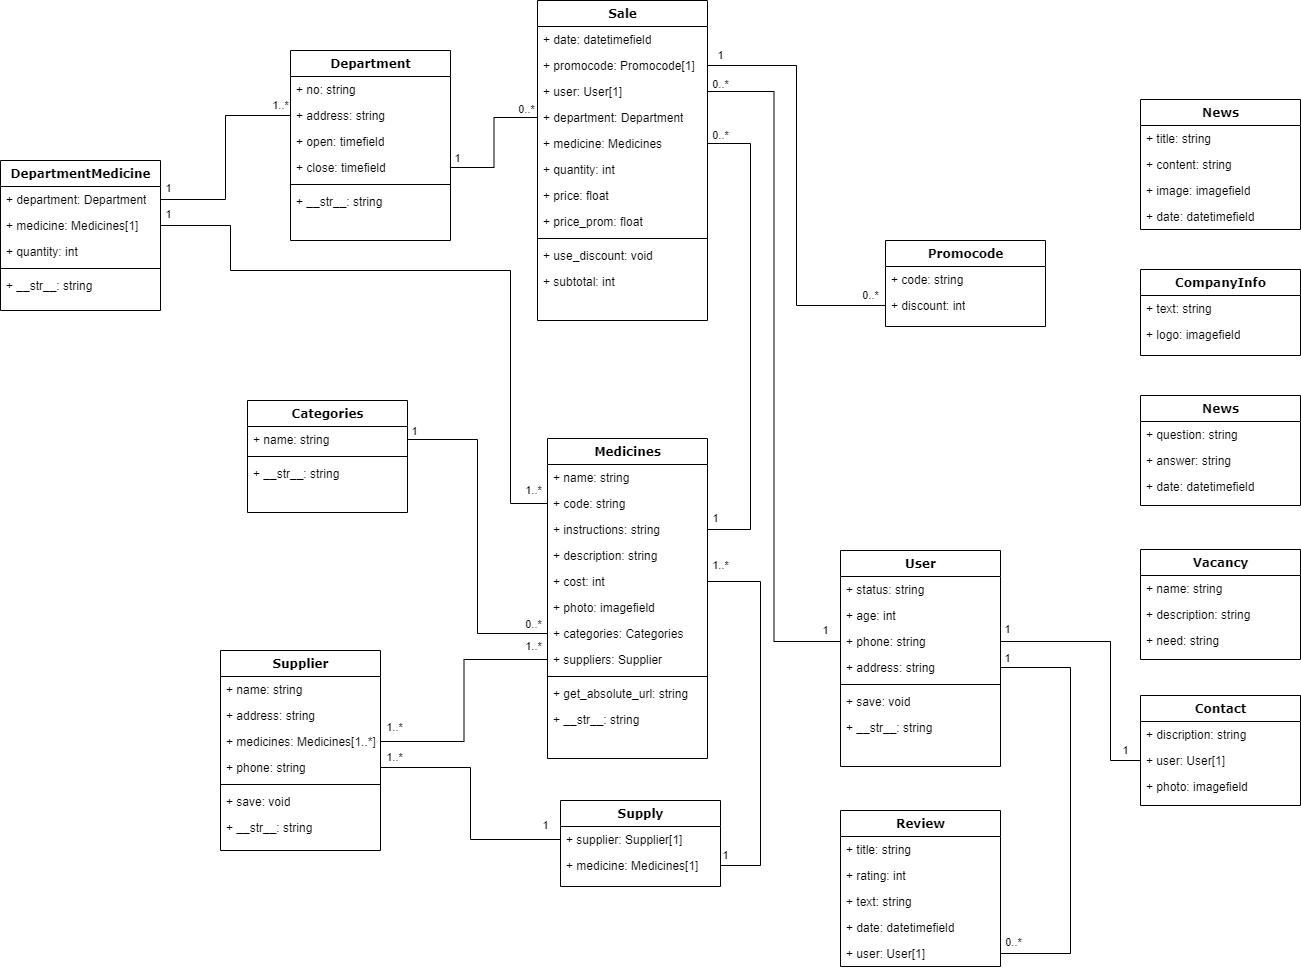 Sale
+ date: datetimefield
+ promocode: Promocode[1]
+ user: User[1]
+ department: Department
+ medicine: Medicines
+ quantity: int
+ price: float
+ price_prom: float
+ use_discount: void
+ subtotal: int
1
0..*
0..*
0..*
Department
+ no: string
+ address: string
+ open: timefield
+ close: timefield
+ __str__: string
1..*
1
DepartmentMedicine
+ department: Department
+ medicine: Medicines[1]
+ quantity: int
+ __str__: string
1
1
Promocode
+ code: string
+ discount: int
0..*
News
+ title: string
+ content: string
+ image: imagefield
+ date: datetimefield
CompanyInfo
+ text: string
+ logo: imagefield
News
+ question: string
+ answer: string
+ date: datetimefield
Vacancy
+ name: string
+ description: string
+ need: string
Contact
+ discription: string
+ user: User[1]
+ photo: imagefield
1
Categories
+ name: string
+ __str__: string
1
Medicines
+ name: string
+ code: string
+ instructions: string
+ description: string
+ cost: int
+ photo: imagefield
+ categories: Categories
+ suppliers: Supplier
+ get_absolute_url: string
+ __str__: string
1..*
1
1..*
0..*
1..*
User
+ status: string
+ age: int
+ phone: string
+ address: string
+ save: void
+ __str__: string
1
1
1
Supplier
+ name: string
+ address: string
+ medicines: Medicines[1..*]
+ phone: string
+ save: void
+ __str__: string
1..*
1..*
Supply
+ supplier: Supplier[1]
+ medicine: Medicines[1]
1
1
Review
+ title: string
+ rating: int
+ text: string
+ date: datetimefield
+ user: User[1]
0..*